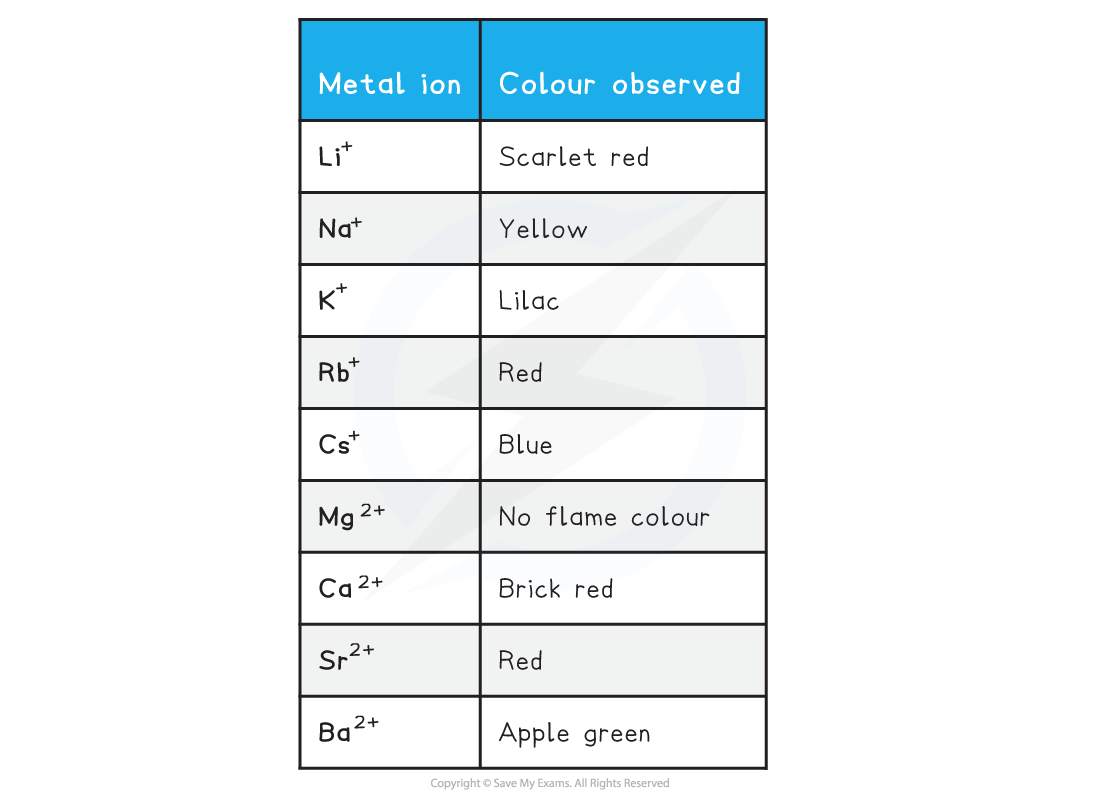 Metal ion Colour observed
Li+ Scarlet red
Na+ Yellow
K+ Lilac
Rb+ Red
Cs+ Blue
Mg 2+ No flame colour
Ca 2+ Brick red
Sr 2+ Red
Ba 2+ Apple green
Copyright © Save My Exams. All Rights Reserved